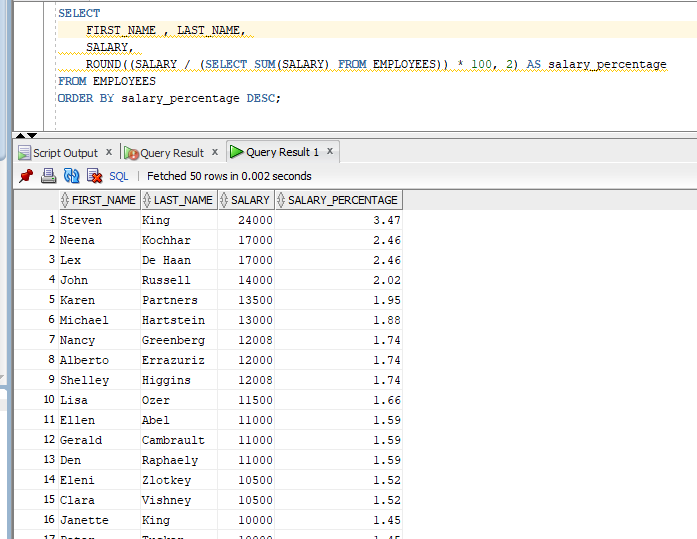 SELECT
FIRST_NAME , LAST_NAME,
SALARY,
ROUND((SALARY / (SELECT SUM(SALARY) FROM EMPLOYEES)) * 100, 2) AS salary_percentage
FROM EMPLOYEES
ORDER BY salary_percentage DESC;
Script Output x Query Result x Query Result 1 x
SQL | Fetched 50 rows in 0.002 seconds
FIRST_NAME LAST_NAME SALARY SALARY_PERCENTAGE
1 Steven King 24000 3.47
2 Neena Kochhar 17000 2.46
3 Lex De Haan 17000 2.46
4 John Russell 14000 2.02
5 Karen Partners 13500 1.95
6 Michael Hartstein 13000 1.88
7 Nancy Greenberg 12008 1.74
8 Alberto Errazuriz 12000 1.74
9 Shelley Higgins 12008 1.74
10 Lisa Ozer 11500 1.66
11 Ellen Abel 11000 1.59
12 Gerald Cambrault 11000 1.59
13 Den Raphaely 11000 1.59
14 Eleni Zlotkey 10500 1.52
15 Clara Vishney 10500 1.52
16 Janette King 10000 1.45